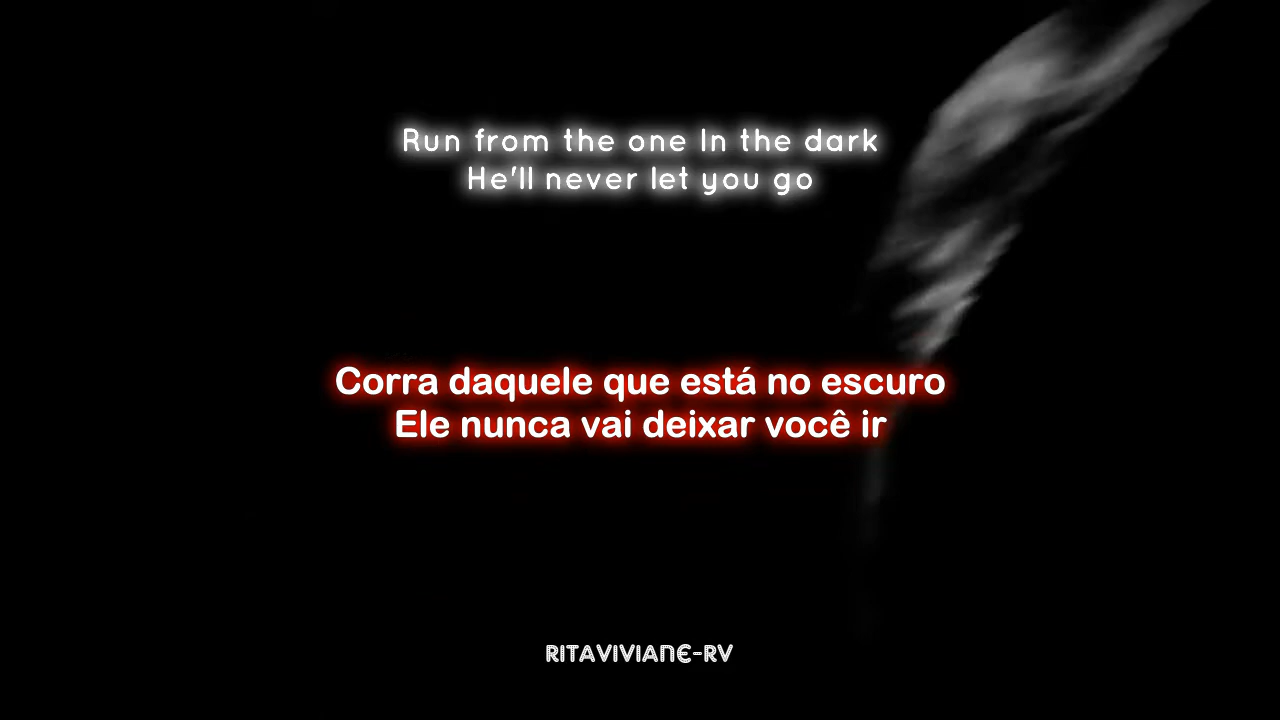 Run from the one In the dark
He'll never let you go
Corra daquele que está no escuro
Ele nunca vai deixar você ir
RITAVIVIANE-RV